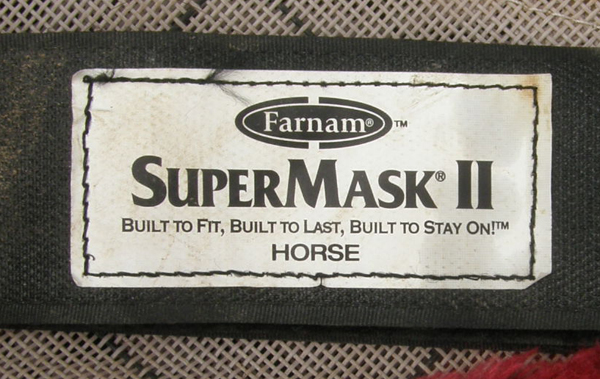 Farnam® ™
SUPERMASK® II
BUILT TO FIT, BUILT TO LAST, BUILT TO STAY ON!™
HORSE